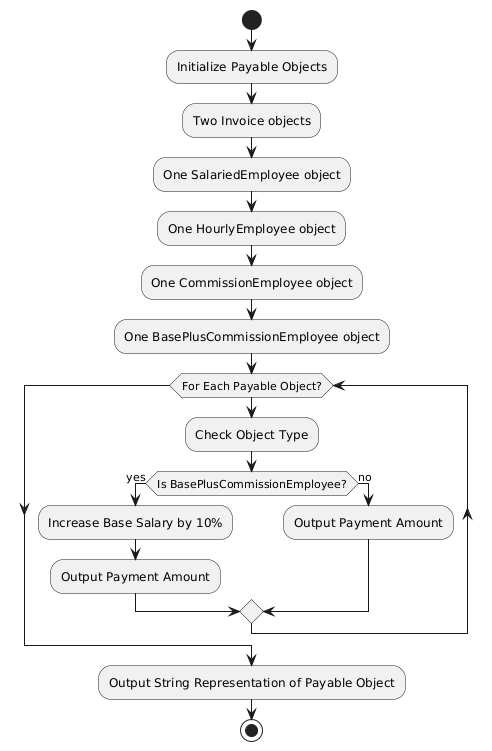 Initialize Payable Objects
Two Invoice objects
One SalariedEmployee object
One HourlyEmployee object
One CommissionEmployee object
One BasePlusCommissionEmployee object
For Each Payable Object?
Check Object Type
yes
Is BasePlusCommissionEmployee?
no
Increase Base Salary by 10%
Output Payment Amount
Output Payment Amount
Output String Representation of Payable Object